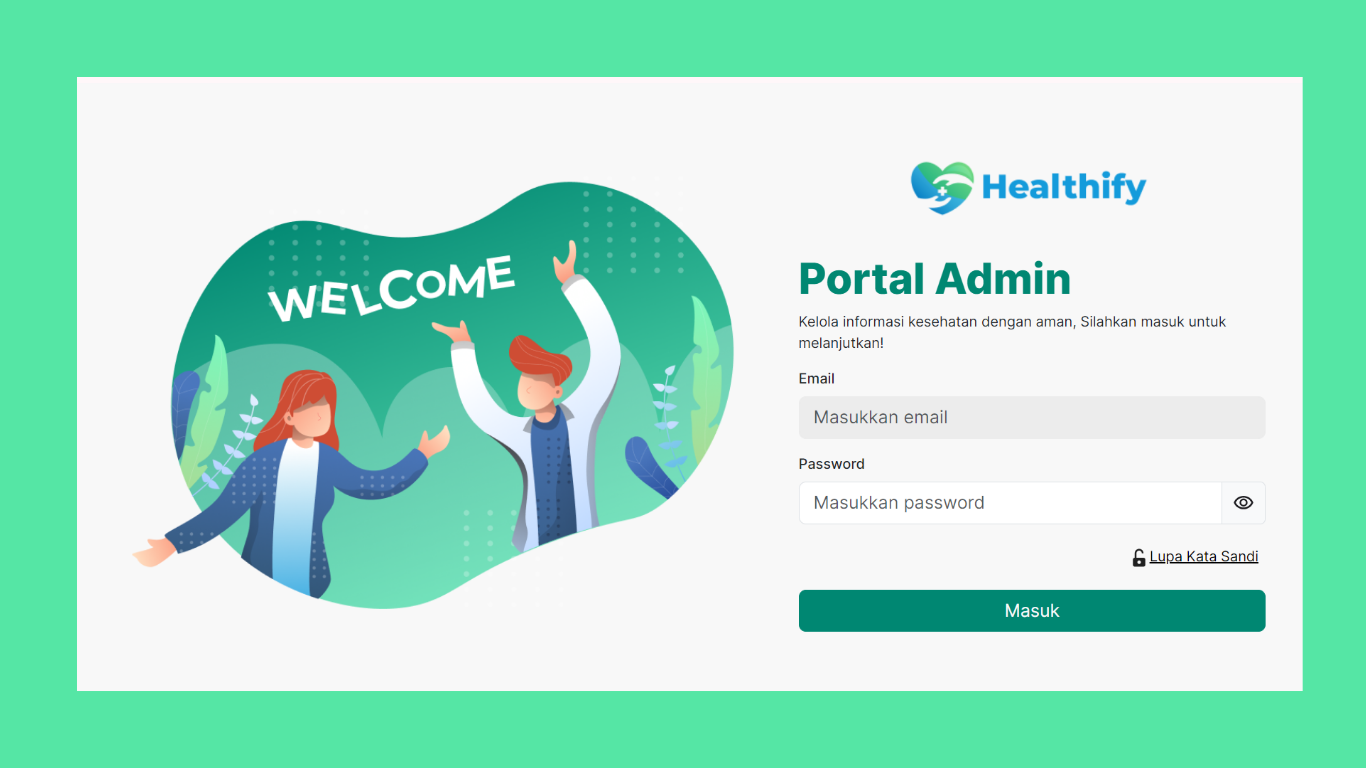 WELCOME
Healthify
Portal Admin
Kelola informasi kesehatan dengan aman, Silahkan masuk untuk
melanjutkan!
Email
Masukkan email
Password
Masukkan password
Lupa Kata Sandi
Masuk